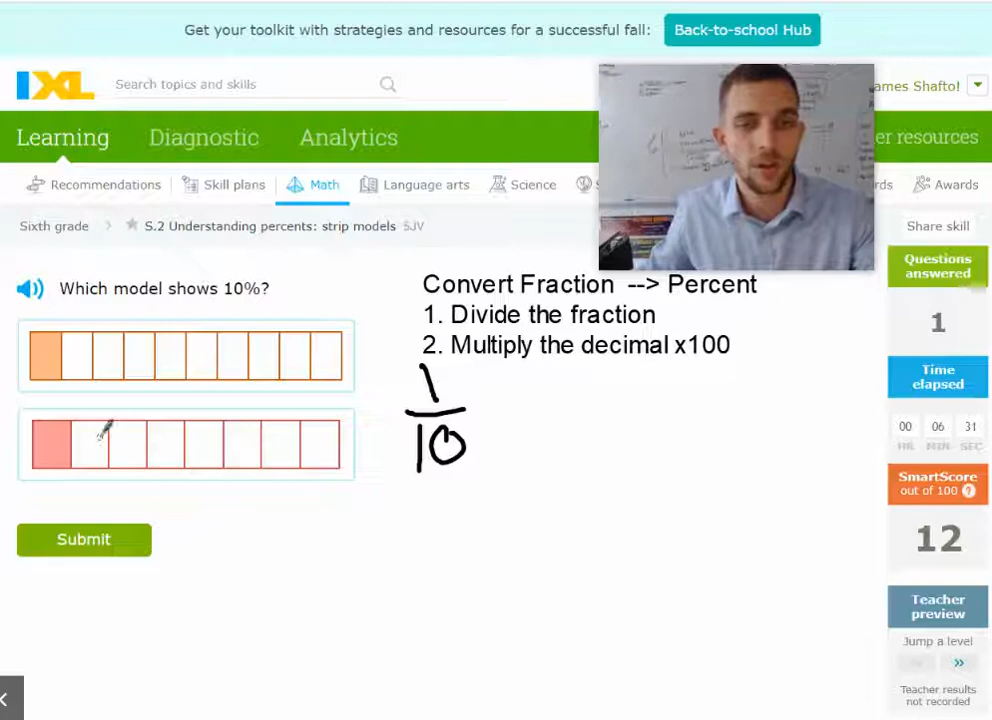 Get your toolkit with strategies and resources for a successful fall: Back-to-school Hub
IXL Search topics and skills ames Shafto!
Learning Diagnostic Analytics er resources
Recommendations Skill plans Math Language arts Science S rds Awards
Sixth grade > S.2 Understanding percents: strip models 5JV Share skill
Which model shows 10%?
Convert Fraction --> Percent
1. Divide the fraction
2. Multiply the decimal x100
1
10
Submit
Questions
answered
1
Time
elapsed
00 06 31
HR MIN SEC
SmartScore
out of 100 ?
12
Teacher
preview
Jump a level
»
Teacher results
not recorded